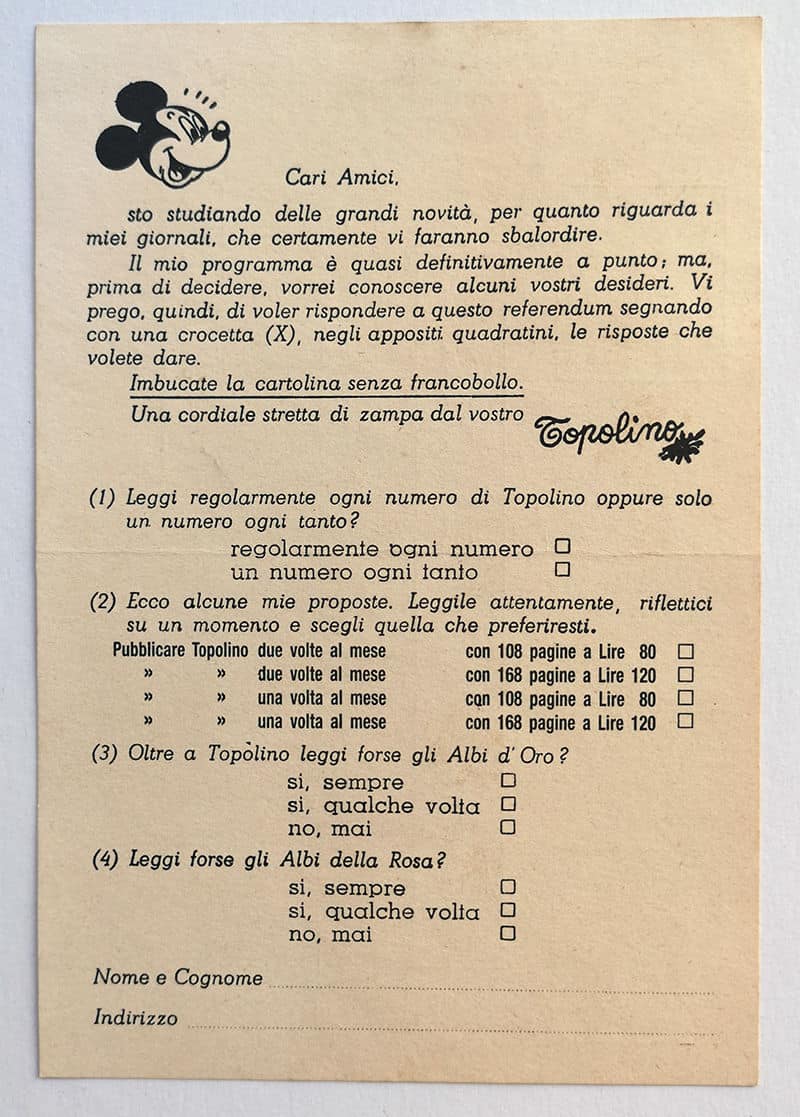 Cari Amici,
sto studiando delle grandi novità, per quanto riguarda i
miei giornali, che certamente vi faranno sbalordire.
Il mio programma è quasi definitivamente a punto; ma,
prima di decidere, vorrei conoscere alcuni vostri desideri. Vi
prego, quindi, di voler rispondere a questo referendum segnando
con una crocetta (X), negli appositi quadratini, le risposte che
volete dare.
Imbucate la cartolina senza francobollo.
Una cordiale stretta di zampa dal vostro Topolino
(1) Leggi regolarmente ogni numero di Topolino oppure solo
un numero ogni tanto?
regolarmente ogni numero □
un numero ogni tanto □
(2) Ecco alcune mie proposte. Leggile attentamente, riflettici
su un momento e scegli quella che preferiresti.
Pubblicare Topolino due volte al mese con 108 pagine a Lire 80 □
» » due volte al mese con 168 pagine a Lire 120 □
» » una volta al mese con 108 pagine a Lire 80 □
» » una volta al mese con 168 pagine a Lire 120 □
(3) Oltre a Topolino leggi forse gli Albi d'Oro?
si, sempre □
si, qualche volta □
no, mai □
(4) Leggi forse gli Albi della Rosa?
si, sempre □
si, qualche volta □
no, mai □
Nome e Cognome
Indirizzo